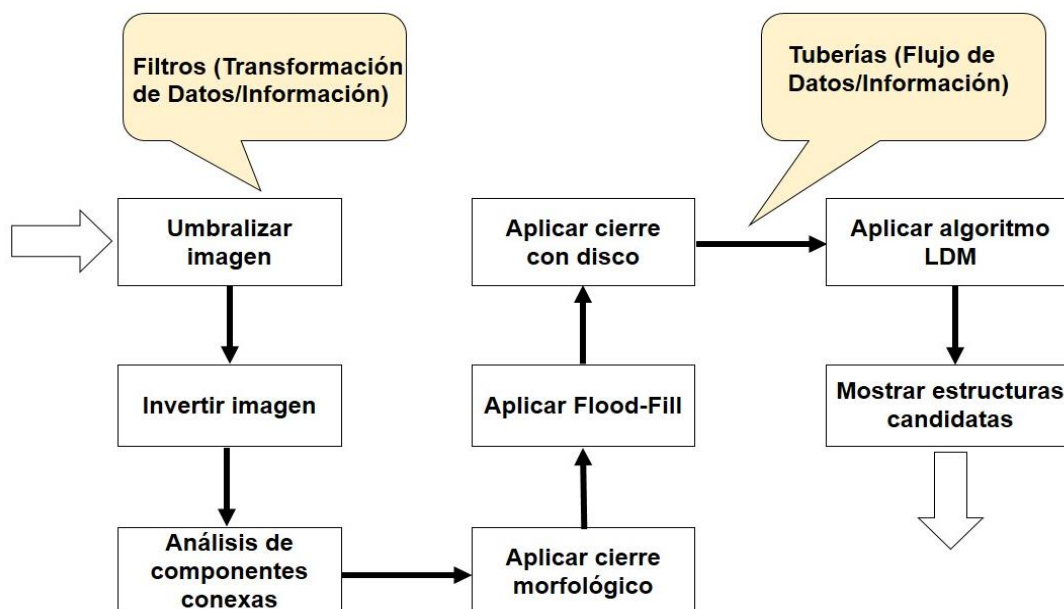 Filtros (Transformación
de Datos/Información)
Tuberías (Flujo de
Datos/Información)
Umbralizar
imagen
Invertir imagen
Análisis de
componentes
conexas
Aplicar cierre
morfológico
Aplicar Flood-Fill
Aplicar cierre
con disco
Aplicar algoritmo
LDM
Mostrar estructuras
candidatas